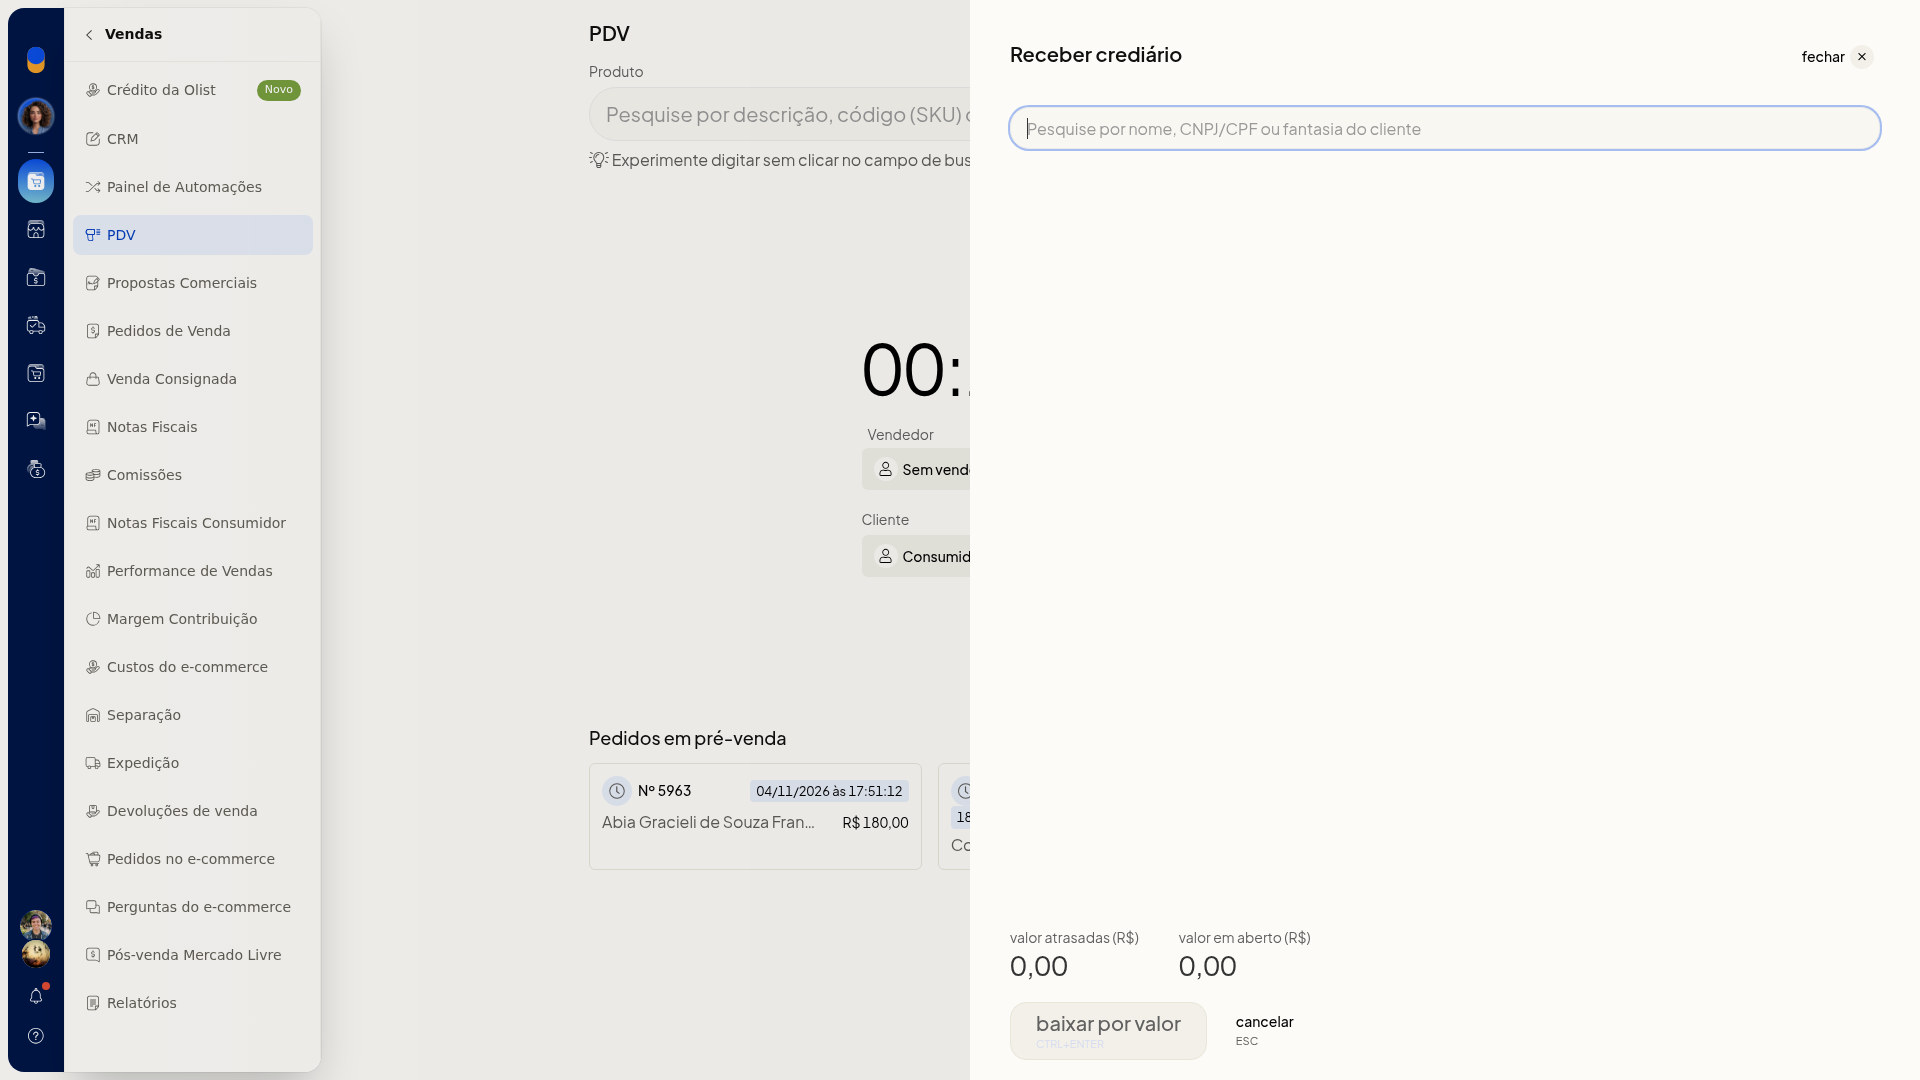 Vendas
Crédito da Olist
Novo
CRM
Painel de Automações
PDV
Propostas Comerciais
Pedidos de Venda
Venda Consignada
Notas Fiscais
Comissões
Notas Fiscais Consumidor
Performance de Vendas
Margem Contribuição
Custos do e-commerce
Separação
Expedição
Devoluções de venda
Pedidos no e-commerce
Perguntas do e-commerce
Pós-venda Mercado Livre
Relatórios
PDV
Produto
Pesquise por descrição, código (SKU)
Experimente digitar sem clicar no campo de bus
00:
Vendedor
Sem vend
Cliente
Consumid
Pedidos em pré-venda
Nº 5963
04/11/2026 às 17:51:12
Abia Gracieli de Souza Fran...
R$ 180,00
18
Co
Receber crediário
fechar
Pesquise por nome, CNPJ/CPF ou fantasia do cliente
valor atrasadas (R$)
0,00
valor em aberto (R$)
0,00
baixar por valor
CTRL+ENTER
cancelar
ESC